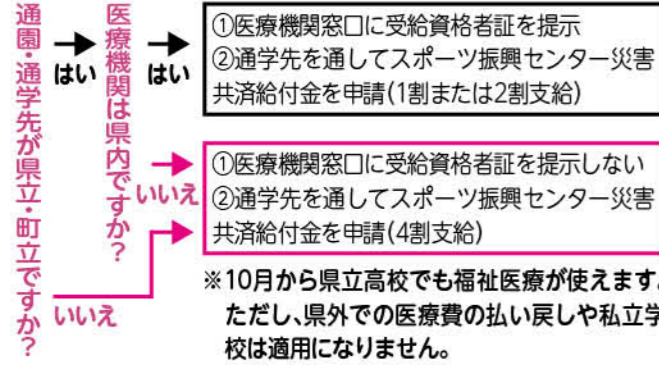 通園・通学先が県立・町立ですか？
はい
医療機関は県内ですか？
はい
①医療機関窓口に受給資格者証を提示
②通学先を通してスポーツ振興センター災害
共済給付金を申請(1割または2割支給)
いいえ
①医療機関窓口に受給資格者証を提示しない
②通学先を通してスポーツ振興センター災害
共済給付金を申請(4割支給)
いいえ
※10月から県立高校でも福祉医療が使えます。
ただし、県外での医療費の払い戻しや私立学
校は適用になりません。